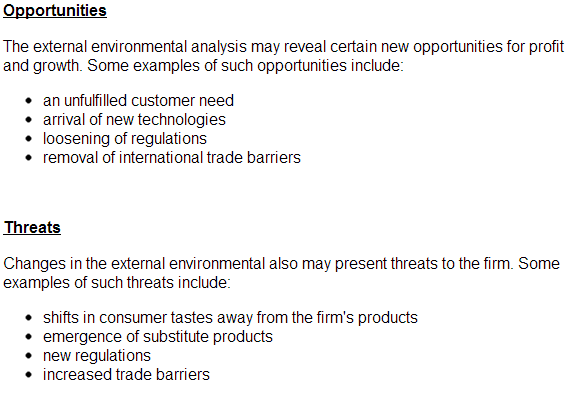 Opportunities
The external environmental analysis may reveal certain new opportunities for profit
and growth. Some examples of such opportunities include:
• an unfulfilled customer need
• arrival of new technologies
• loosening of regulations
• removal of international trade barriers
Threats
Changes in the external environmental also may present threats to the firm. Some
examples of such threats include:
• shifts in consumer tastes away from the firm's products
• emergence of substitute products
• new regulations
• increased trade barriers